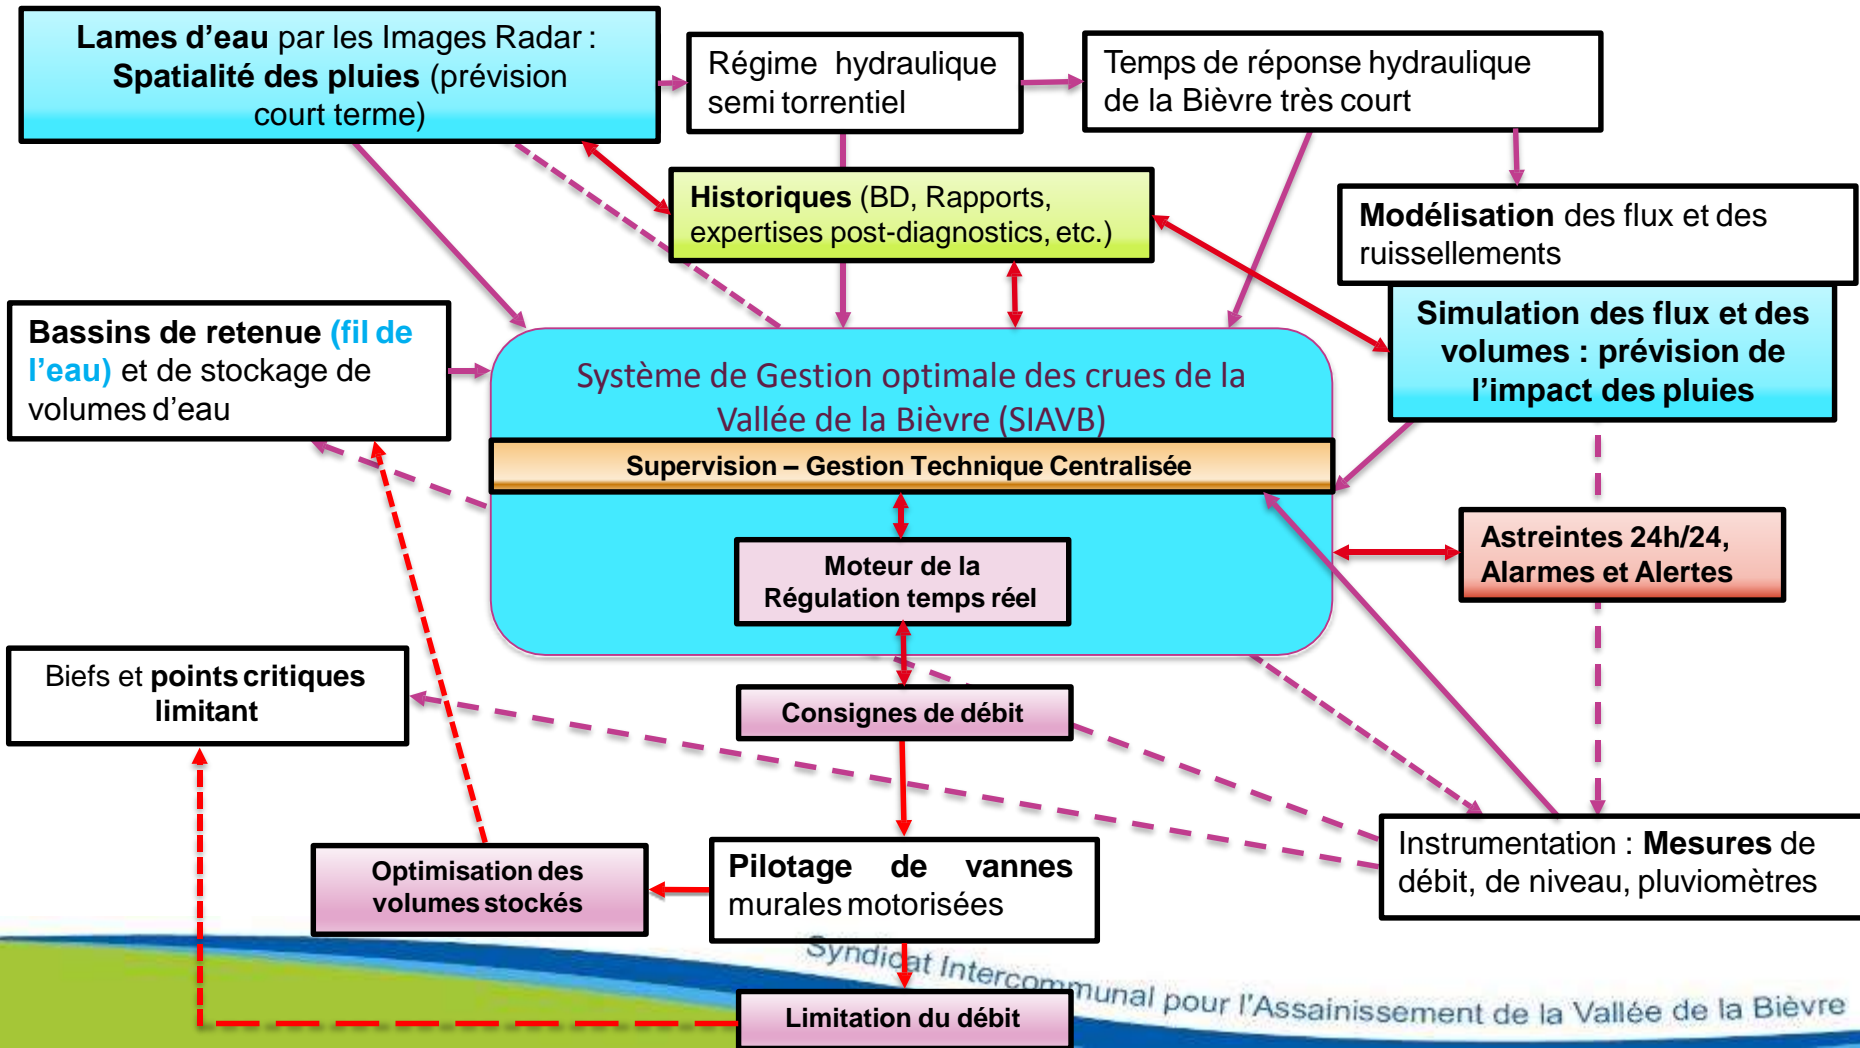 Lames d'eau par les Images Radar :
Spatialité des pluies (prévision
court terme)
Régime hydraulique
semi torrentiel
Temps de réponse hydraulique
de la Bièvre très court
Historiques (BD, Rapports,
expertises post-diagnostics, etc.)
Modélisation des flux et des
ruissellements
Simulation des flux et des
volumes : prévision de
l'impact des pluies
Bassins de retenue (fil de
l'eau) et de stockage de
volumes d'eau
Système de Gestion optimale des crues de la
Vallée de la Bièvre (SIAVB)
Supervision – Gestion Technique Centralisée
Moteur de la
Régulation temps réel
Astreintes 24h/24,
Alarmes et Alertes
Biefs et points critiques
limitant
Consignes de débit
Optimisation des
volumes stockés
Pilotage de vannes
murales motorisées
Instrumentation : Mesures de
débit, de niveau, pluviomètres
Limitation du débit
Syndicat Intercommunal pour l'Assainissement de la Vallée de la Bièvre